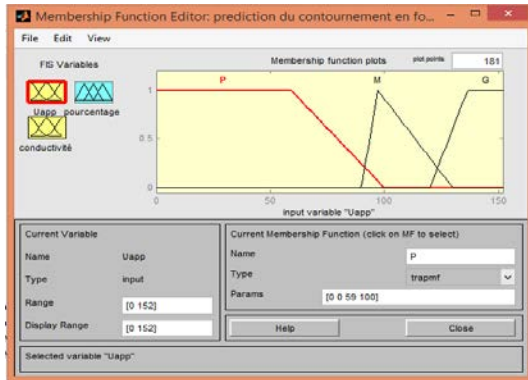 Membership Function Editor: prediction du contournement en fo...
File Edit View
FIS Variables
Uapp pourcentage
conductivité
Membership function plots
plot points 181
P M G
1
0.5
0
0 50 100 150
input variable "Uapp"
Current Variable
Name Uapp
Type input
Range [0 152]
Display Range [0 152]
Current Membership Function (click on MF to select)
Name P
Type trapmf
Params [0 0 59 100]
Help Close
Selected variable "Uapp"